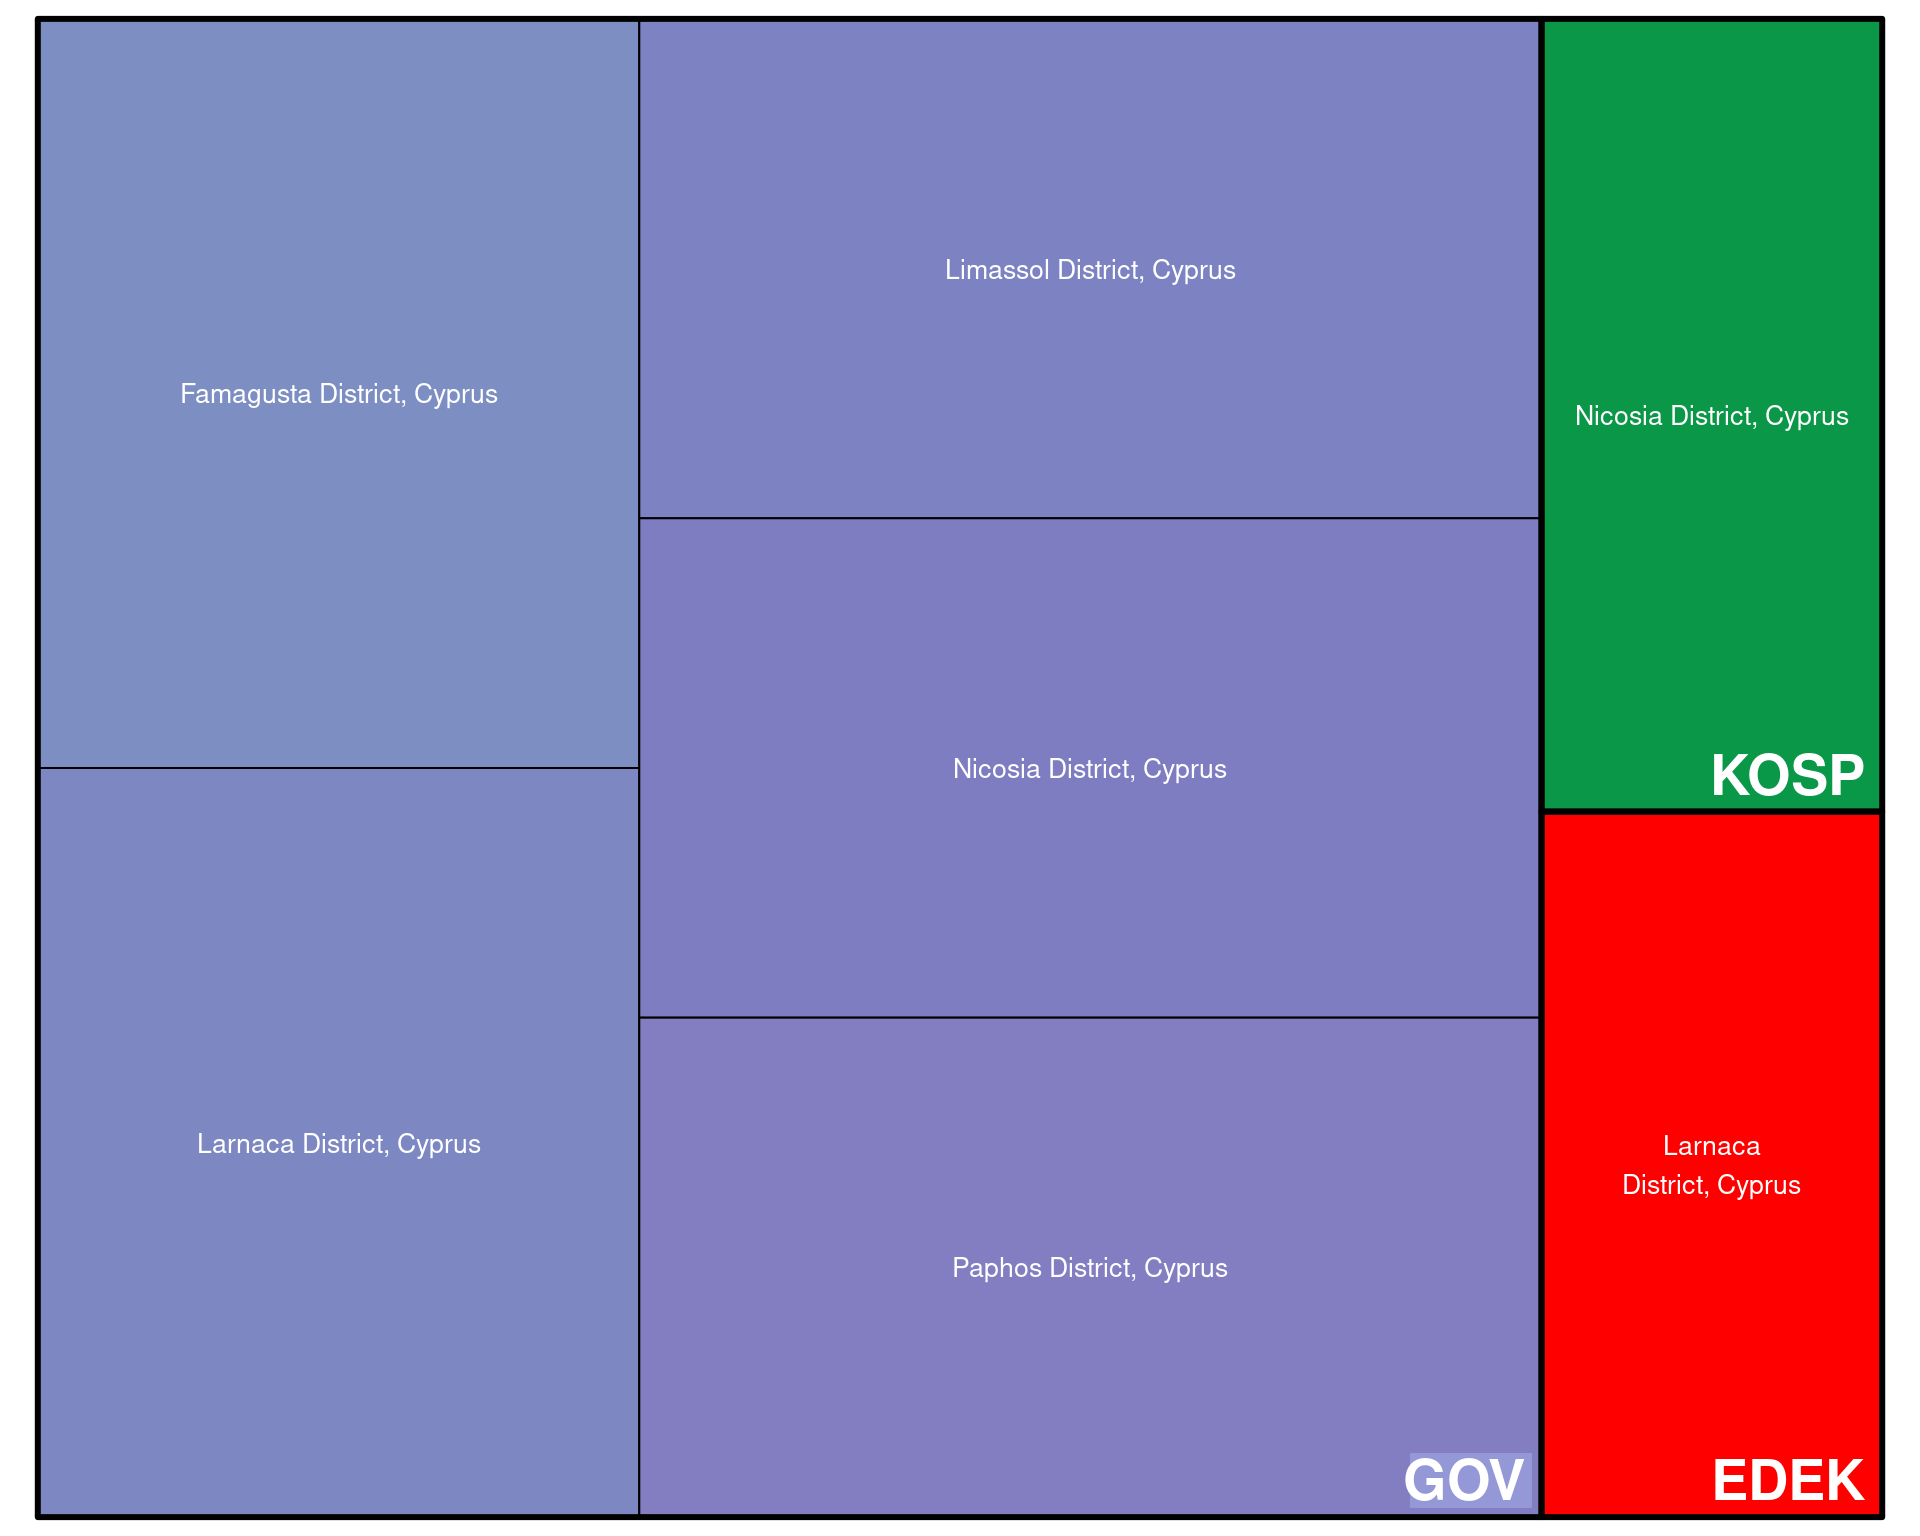 Famagusta District, Cyprus
Larnaca District, Cyprus
Limassol District, Cyprus
Nicosia District, Cyprus
Paphos District, Cyprus
GOV
Nicosia District, Cyprus
KOSP
Larnaca
District, Cyprus
EDEK